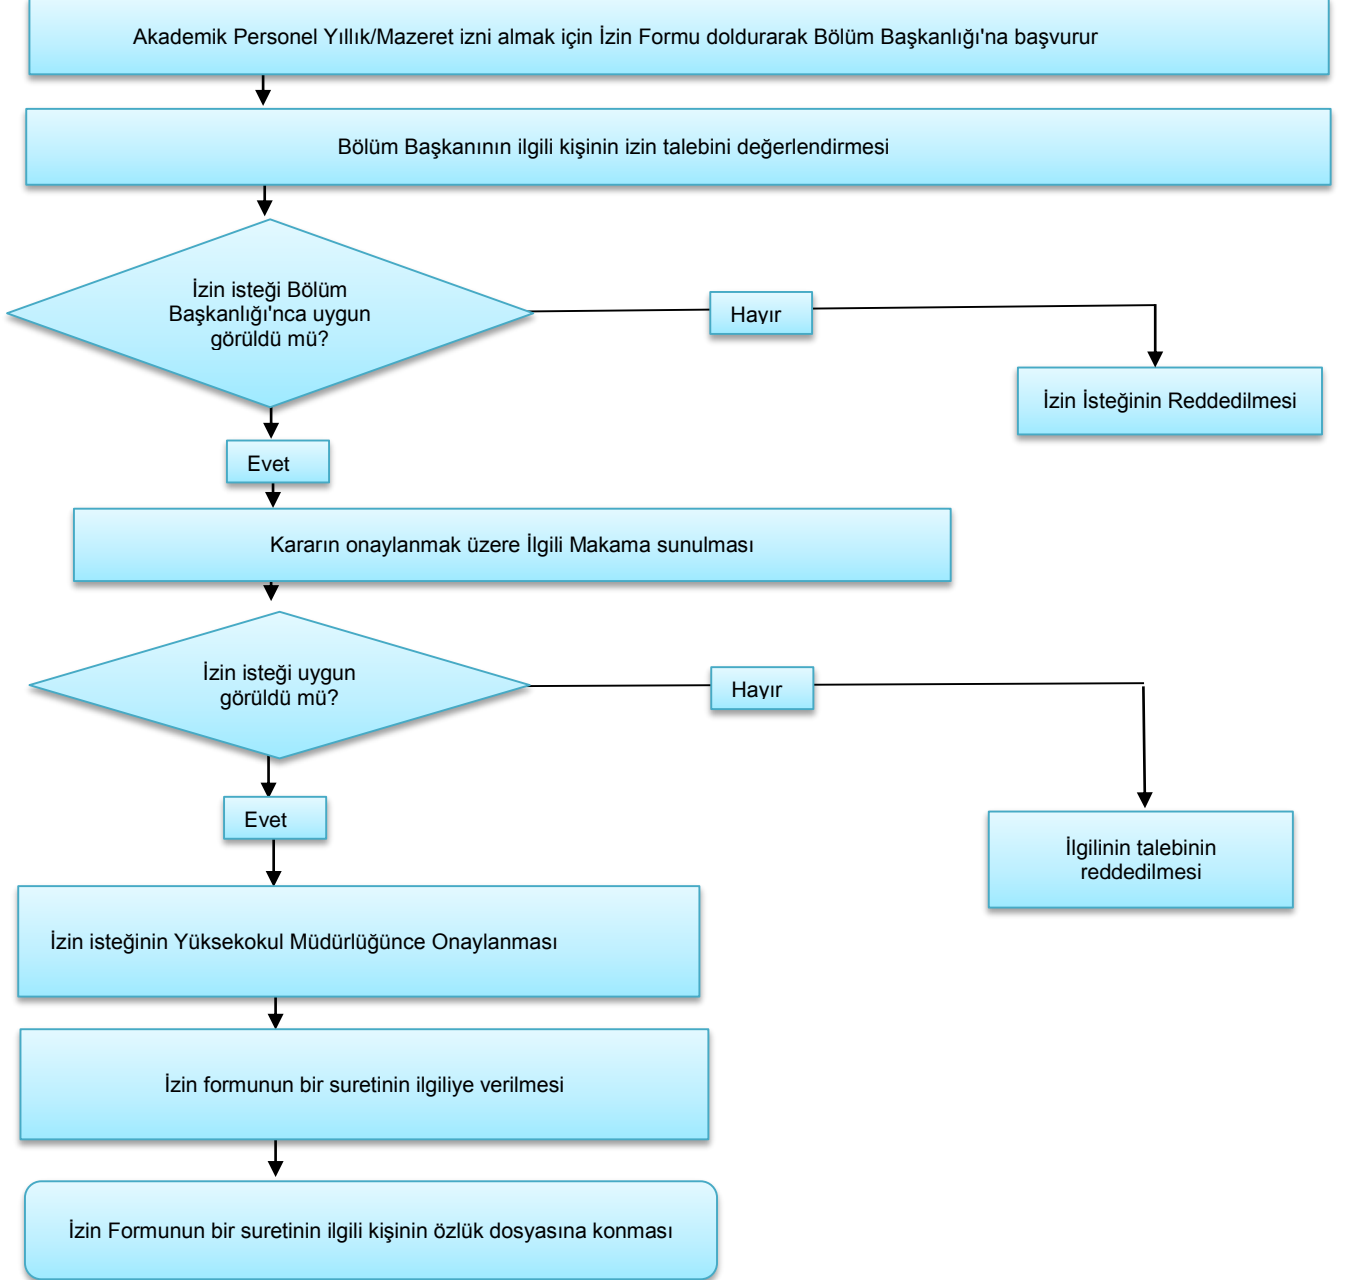 Akademik Personel Yıllık/Mazeret izni almak için İzin Formu doldurarak Bölüm Başkanlığı'na başvurur
Bölüm Başkanının ilgili kişinin izin talebini değerlendirmesi
İzin isteği Bölüm
Başkanlığı'nca uygun
görüldü mü?
Hayır
İzin İsteğinin Reddedilmesi
Evet
Kararın onaylanmak üzere İlgili Makama sunulması
İzin isteği uygun
görüldü mü?
Hayır
Evet
İlgilinin talebinin
reddedilmesi
İzin isteğinin Yüksekokul Müdürlüğünce Onaylanması
İzin formunun bir suretinin ilgiliye verilmesi
İzin Formunun bir suretinin ilgili kişinin özlük dosyasına konması